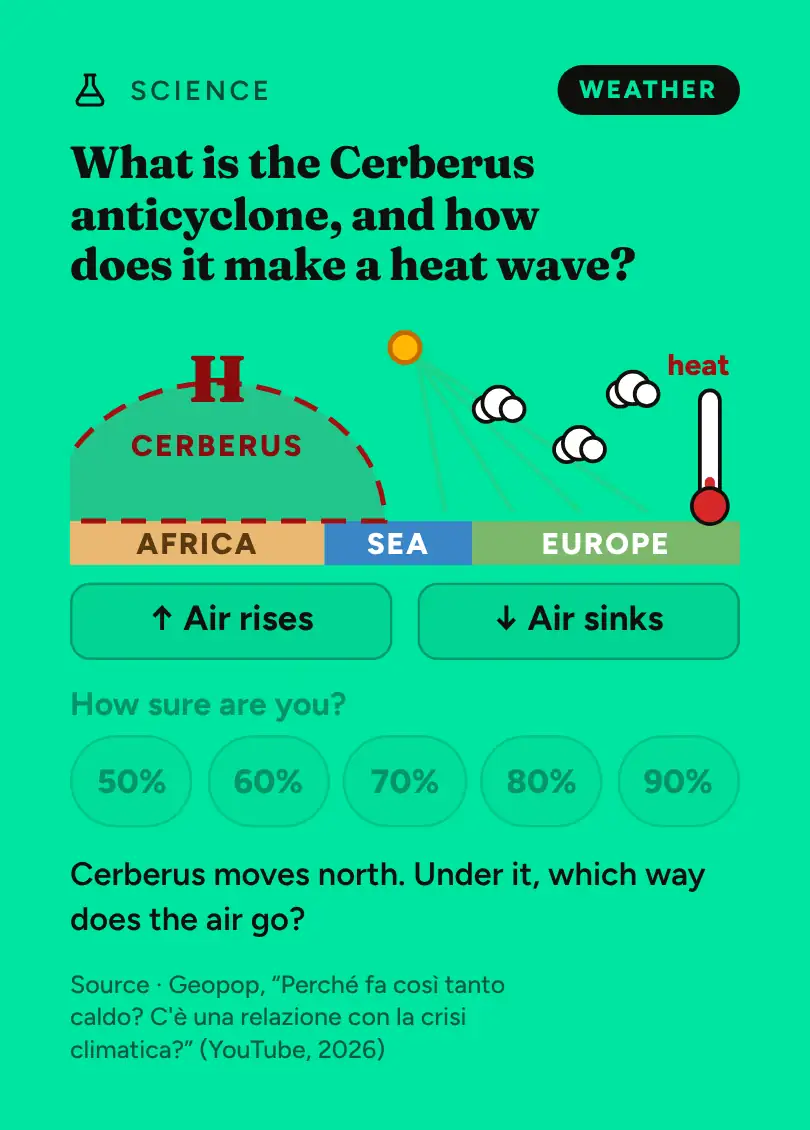 SCIENCE
WEATHER
What is the Cerberus
anticyclone, and how
does it make a heat wave?
H
CERBERUS
heat
AFRICA
SEA
EUROPE
↑ Air rises
↓ Air sinks
How sure are you?
50%
60%
70%
80%
90%
Cerberus moves north. Under it, which way
does the air go?
Source · Geopop, “Perché fa così tanto
caldo? C'è una relazione con la crisi
climatica?” (YouTube, 2026)